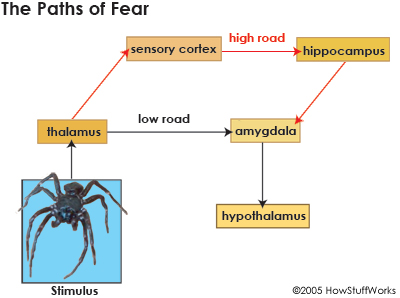 The Paths of Fear
high road
sensory cortex
hippocampus
low road
thalamus
amygdala
hypothalamus
Stimulus
©2005 HowStuffWorks